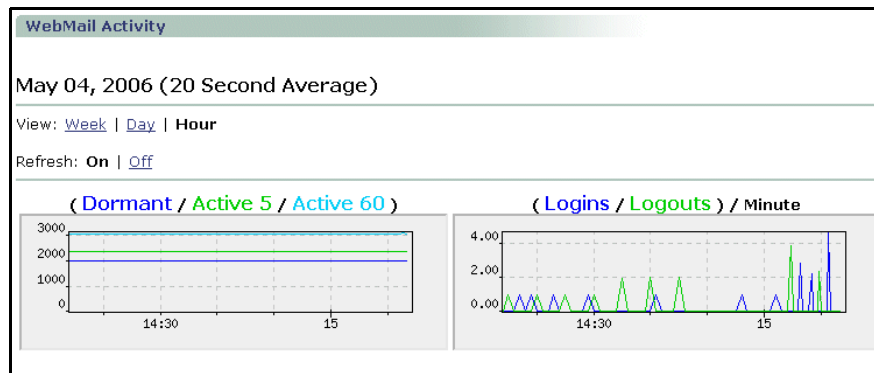 WebMail Activity
May 04, 2006 (20 Second Average)
View: Week | Day | Hour
Refresh: On | Off
( Dormant / Active 5 / Active 60 )
3000
2000
1000
0
14:30 15
( Logins / Logouts ) / Minute
4.00
2.00
0.00
14:30 15